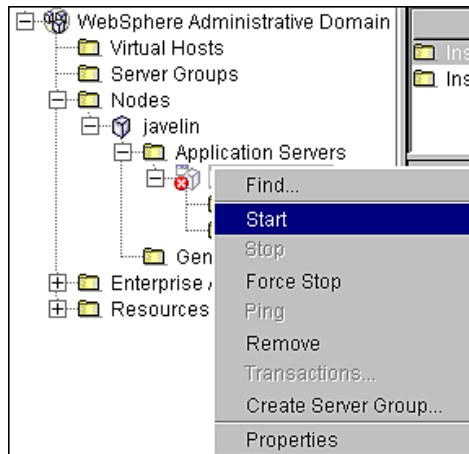 WebSphere Administrative Domain
Virtual Hosts
Server Groups
Nodes
javelin
Application Servers
Gen
Enterprise
Resources
Ins
Ins
Find...
Start
Stop
Force Stop
Ping
Remove
Transactions...
Create Server Group...
Properties